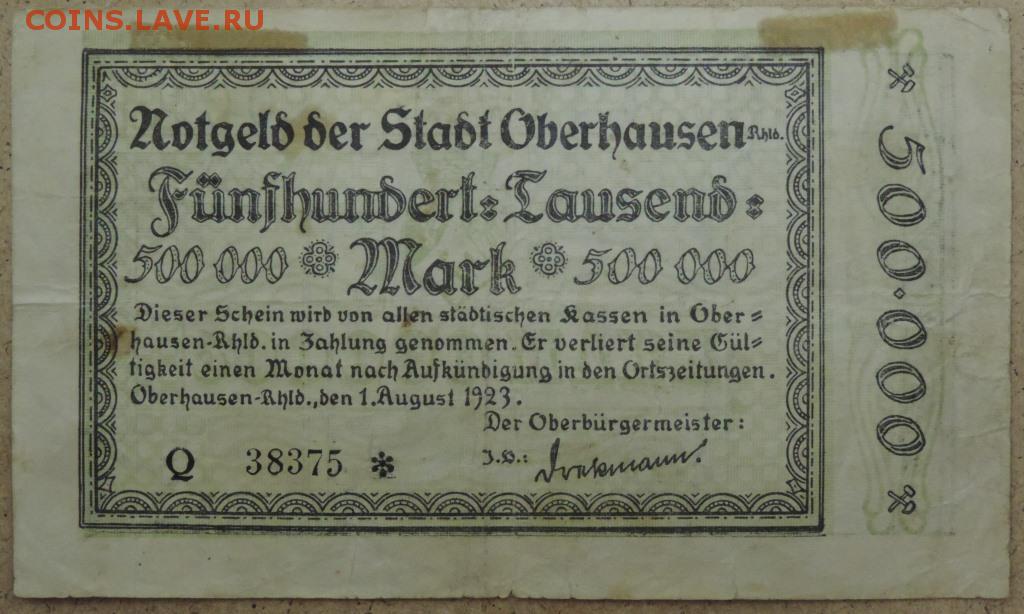 COINS.LAVE.RU
Notgeld der Stadt Oberhausen Rhld.
Fünfhundert: Tausend:
500 000 Mark 500 000
Dieser Schein wird von allen städtischen Kassen in Ober=
hausen-Rhld. in Zahlung genommen. Er verliert seine Gül=
tigkeit einen Monat nach Aufkündigung in den Ortszeitungen.
Oberhausen-Rhld., den 1. August 1923.
Der Oberbürgermeister:
Q 38375 * J.V.:
500.000